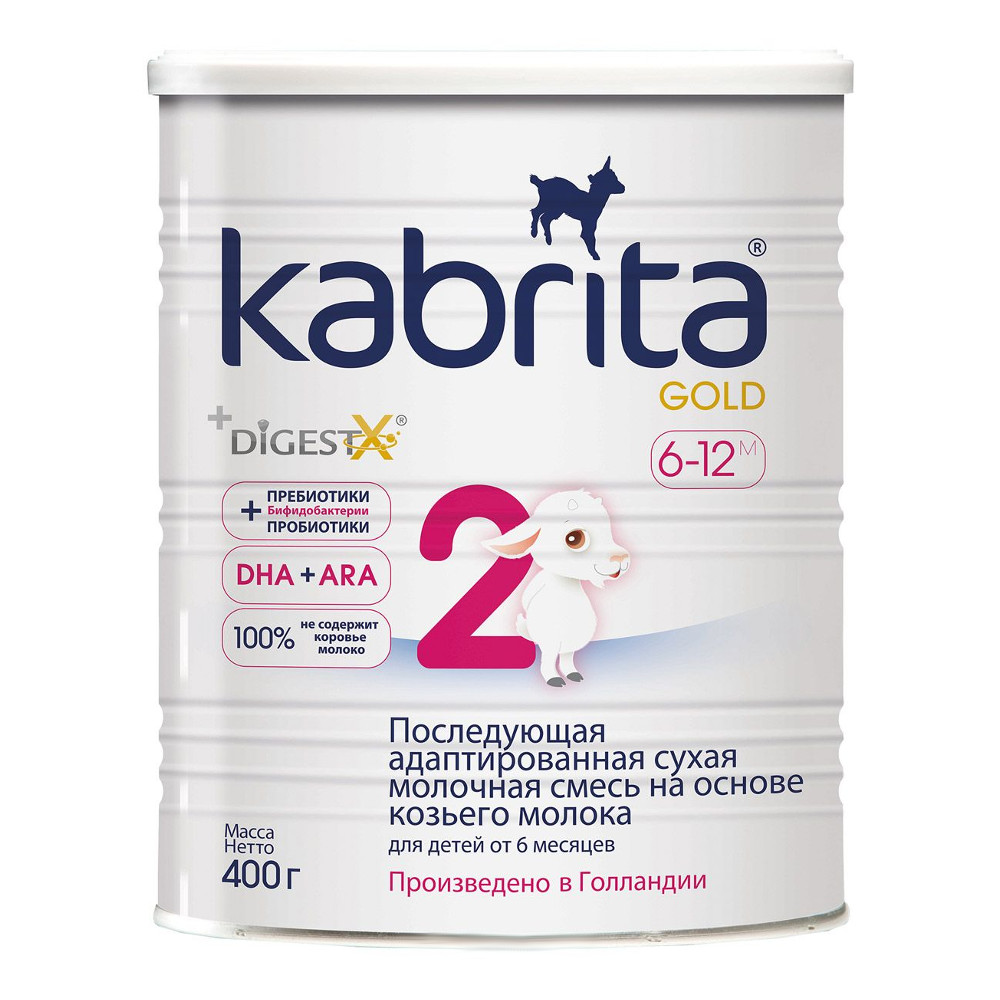 kabrita®
GOLD
+DiGESTX®
6-12М
ПРЕБИОТИКИ
+ Бифидобактерии
ПРОБИОТИКИ
DHA + ARA
100% не содержит
коровье
молоко
2
Последующая
адаптированная сухая
молочная смесь на основе
козьего молока
для детей от 6 месяцев
Произведено в Голландии
Масса
Нетто
400 г